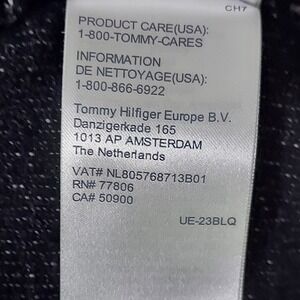 CH7
PRODUCT CARE(USA):
1-800-TOMMY-CARES
INFORMATION
DE NETTOYAGE(USA):
1-800-866-6922
Tommy Hilfiger Europe B.V.
Danzigerkade 165
1013 AP AMSTERDAM
The Netherlands
VAT# NL805768713B01
RN# 77806
CA# 50900
UE-23BLQ